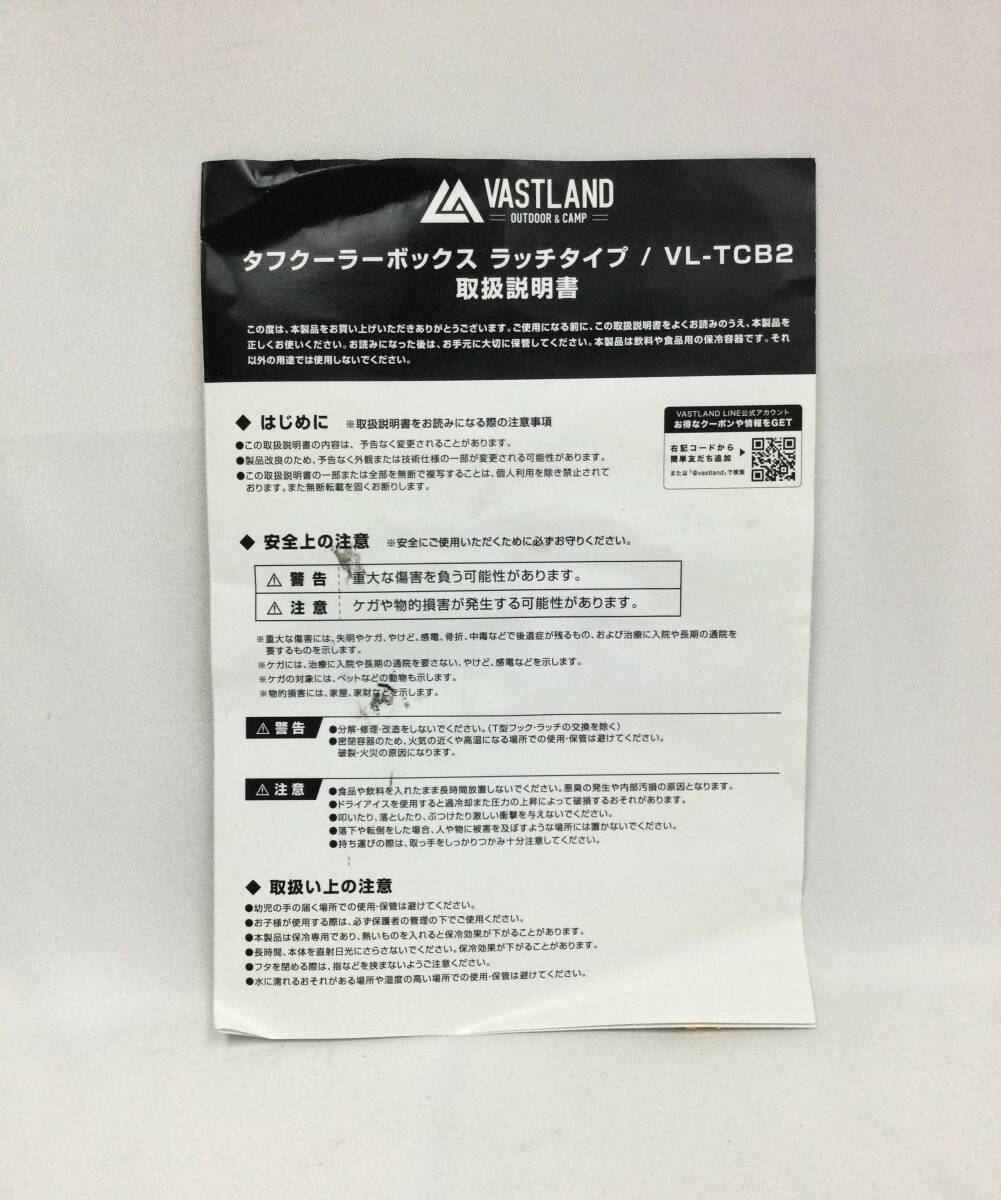 VASTLAND
OUTDOOR & CAMP
タフクーラーボックス ラッチタイプ / VL-TCB2
取扱説明書
この度は、本製品をお買い上げいただきありがとうございます。ご使用になる前に、この取扱説明書をよくお読みのうえ、本製品を
正しくお使いください。お読みになった後は、お手元に大切に保管してください。本製品は飲料や食品用の保冷容器です。それ
以外の用途では使用しないでください。
◆ はじめに ※取扱説明書をお読みになる際の注意事項
●この取扱説明書の内容は、予告なく変更されることがあります。
●製品改良のため、予告なく外観または技術仕様の一部が変更される可能性があります。
●この取扱説明書の一部または全部を無断で複写することは、個人利用を除き禁止されて
おります。また無断転載を固くお断りします。
VASTLAND LINE公式アカウント
お得なクーポンや情報をGET
右記コードから
簡単友だち追加
または「@vastland」で検索
◆ 安全上の注意 ※安全にご使用いただくために必ずお守りください。
⚠ 警告 重大な傷害を負う可能性があります。
⚠ 注意 ケガや物的損害が発生する可能性があります。
※重大な傷害には、失明やケガ、やけど、感電、骨折、中毒などで後遺症が残るもの、および治療に入院や長期の通院を
要するものを示します。
※ケガには、治療に入院や長期の通院を要さない、やけど、感電などを示します。
※ケガの対象には、ペットなどの動物も示します。
※物的損害には、家屋、家財などを示します。
⚠ 警告
●分解・修理・改造をしないでください。(T型フック・ラッチの交換を除く)
●密閉容器のため、火気の近くや高温になる場所での使用・保管は避けてください。
破裂・火災の原因になります。
⚠ 注意
●食品や飲料を入れたまま長時間放置しないでください。悪臭の発生や内部汚損の原因となります。
●ドライアイスを使用すると過冷却また圧力の上昇によって破損するおそれがあります。
●叩いたり、落としたり、ぶつけたり激しい衝撃を与えないでください。
●落下や転倒をした場合、人や物に被害を及ぼすような場所には置かないでください。
●持ち運びの際は、取っ手をしっかりつかみ十分注意してください。
◆ 取扱い上の注意
●幼児の手の届く場所での使用・保管は避けてください。
●お子様が使用する際は、必ず保護者の管理の下でご使用ください。
●本製品は保冷専用であり、熱いものを入れると保冷効果が下がることがあります。
●長時間、本体を直射日光にさらさないでください。保冷効果が下がることがあります。
●フタを閉める際は、指などを挟まないようご注意ください。
●水に濡れるおそれがある場所や湿度の高い場所での使用・保管は避けてください。